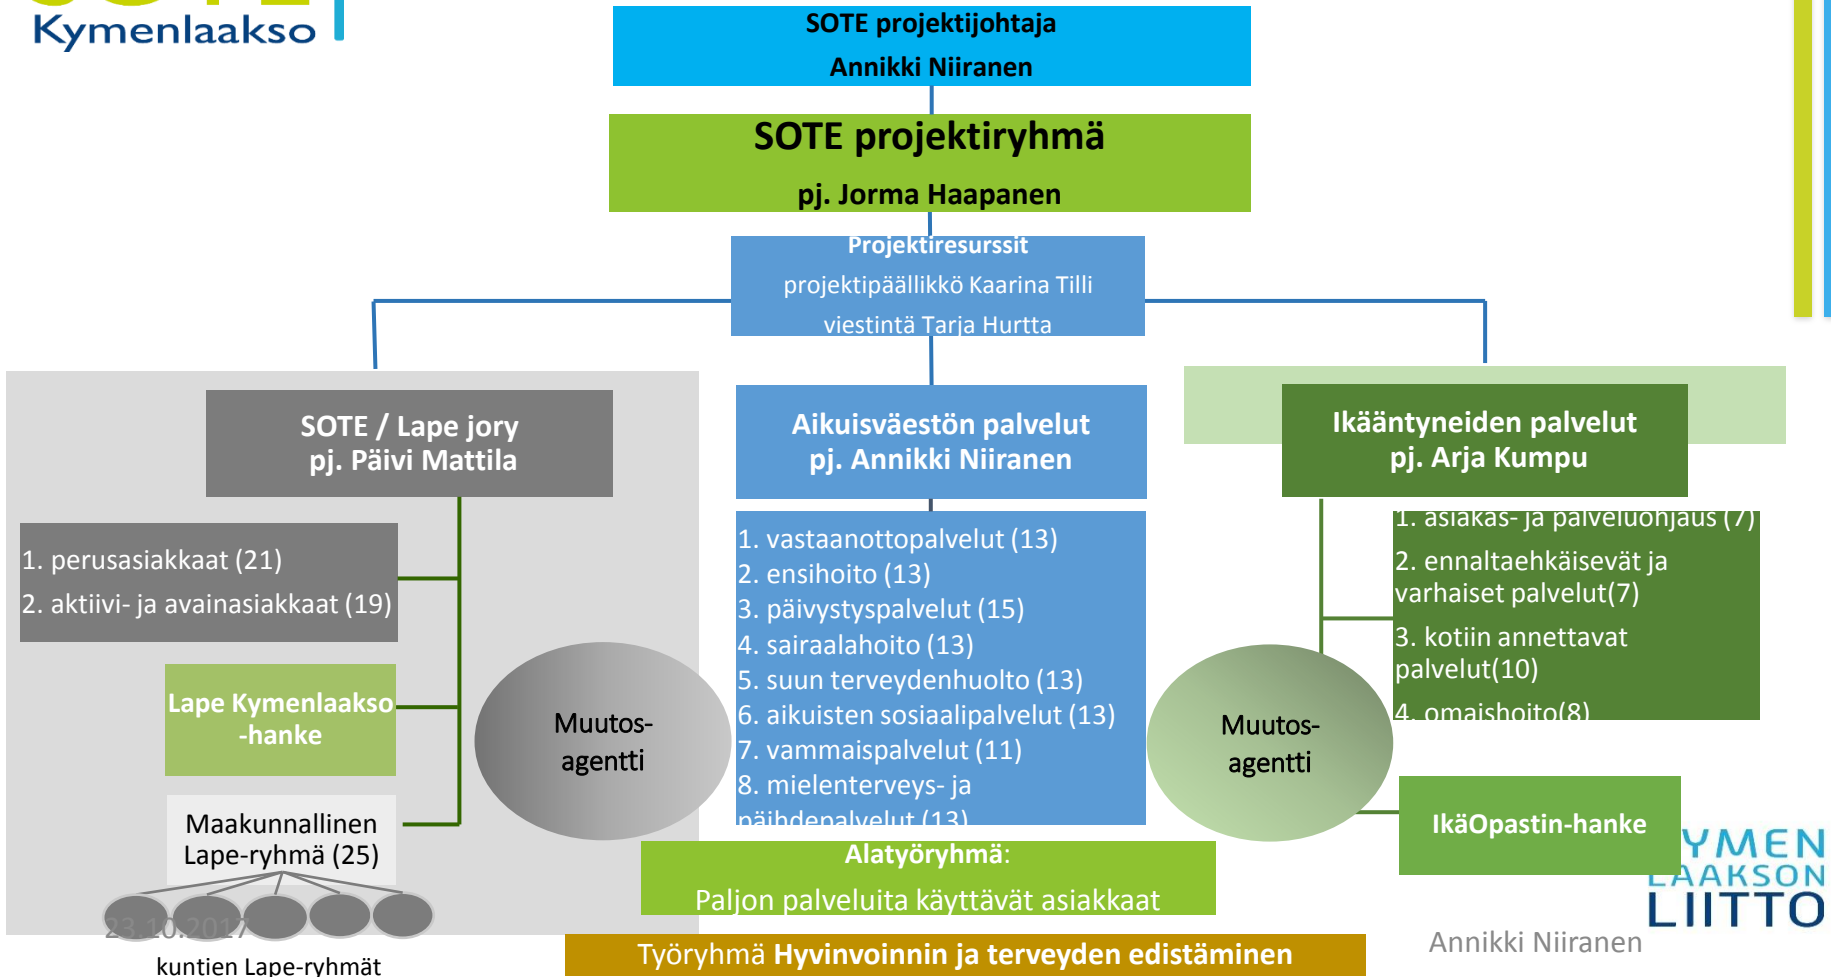 SOTE
Kymenlaakso
SOTE projektijohtaja
Annikki Niiranen
SOTE projektiryhmä
pj. Jorma Haapanen
Projektiresurssit
projektipäällikkö Kaarina Tilli
viestintä Tarja Hurtta
SOTE / Lape jory
pj. Päivi Mattila
1. perusasiakkaat (21)
2. aktiivi- ja avainasiakkaat (19)
Lape Kymenlaakso
-hanke
Maakunnallinen
Lape-ryhmä (25)
23.10.2017
kuntien Lape-ryhmät
Muutos-
agentti
Aikuisväestön palvelut
pj. Annikki Niiranen
1. vastaanottopalvelut (13)
2. ensihoito (13)
3. päivystyspalvelut (15)
4. sairaalahoito (13)
5. suun terveydenhuolto (13)
6. aikuisten sosiaalipalvelut (13)
7. vammaispalvelut (11)
8. mielenterveys- ja
päihdepalvelut (13)
Alatyöryhmä:
Paljon palveluita käyttävät asiakkaat
Työryhmä Hyvinvoinnin ja terveyden edistäminen
Muutos-
agentti
Ikääntyneiden palvelut
pj. Arja Kumpu
1. asiakas- ja palveluohjaus (7)
2. ennaltaehkäisevät ja
varhaiset palvelut(7)
3. kotiin annettavat
palvelut(10)
4. omaishoito(8)
IkäOpastin-hanke
YMEN
LAAKSON
LIITTO
Annikki Niiranen